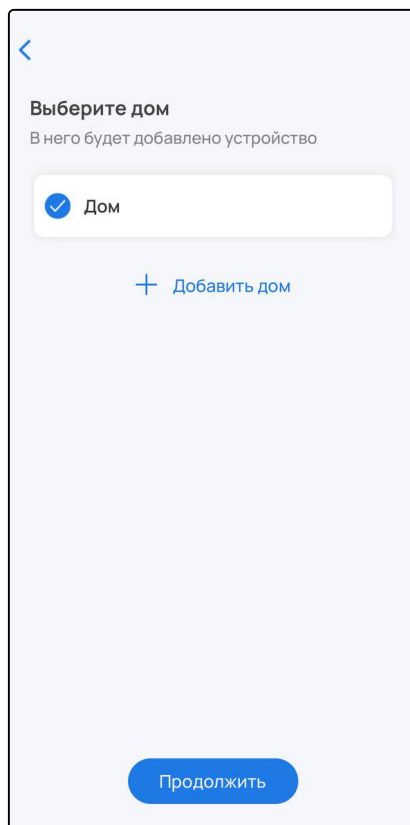 Выберите дом
В него будет добавлено устройство
Дом
Добавить дом
Продолжить